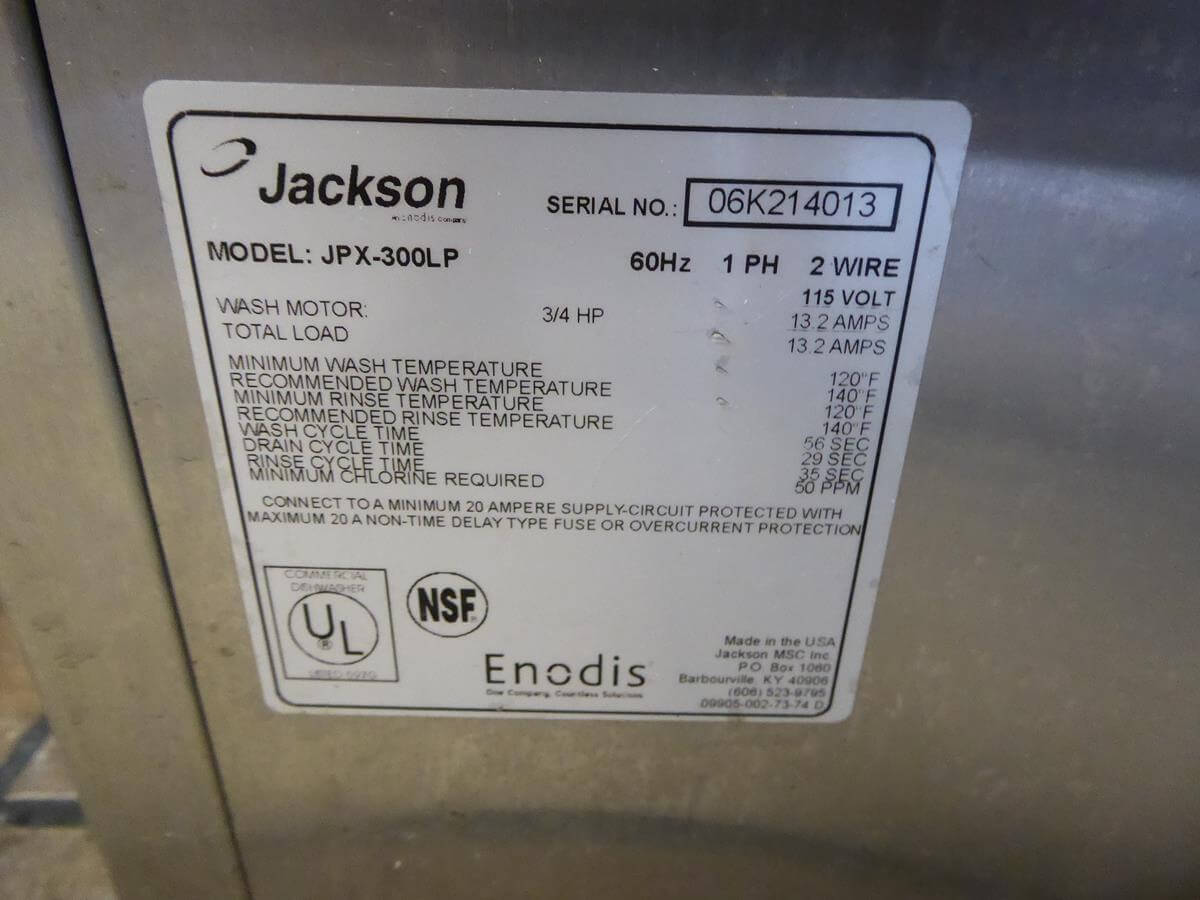 Jackson
an enodis company
SERIAL NO.: 06K214013
MODEL: JPX-300LP 60Hz 1 PH 2 WIRE
115 VOLT
WASH MOTOR: 3/4 HP 13.2 AMPS
TOTAL LOAD 13.2 AMPS
MINIMUM WASH TEMPERATURE 120°F
RECOMMENDED WASH TEMPERATURE 140°F
MINIMUM RINSE TEMPERATURE 120°F
RECOMMENDED RINSE TEMPERATURE 140°F
WASH CYCLE TIME 56 SEC
DRAIN CYCLE TIME 29 SEC
RINSE CYCLE TIME 35 SEC
MINIMUM CHLORINE REQUIRED 50 PPM
CONNECT TO A MINIMUM 20 AMPERE SUPPLY-CIRCUIT PROTECTED WITH
MAXIMUM 20 A NON-TIME DELAY TYPE FUSE OR OVERCURRENT PROTECTION
COMMERCIAL
DISHWASHER
UL
®
LISTED
NSF
Enodis
One Company, Countless Solutions
Made in the USA
Jackson MSC Inc.
P.O. Box 1060
Barbourville, KY 40906
(606) 523-9795
09905-002-73-74 D